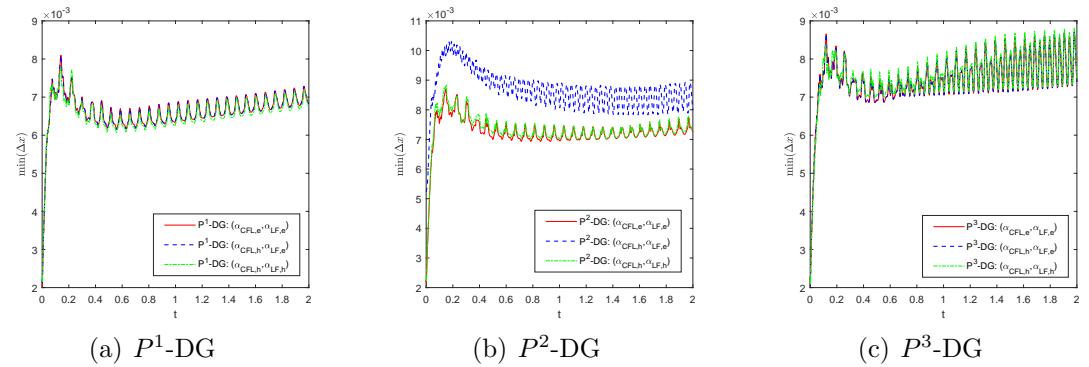 ×10⁻³
9
8
7
6
5
4
3
2
min(Δx)
0 0.2 0.4 0.6 0.8 1 1.2 1.4 1.6 1.8 2
t
P¹-DG: (α_CFL,e, α_LF,e)
P¹-DG: (α_CFL,h, α_LF,e)
P¹-DG: (α_CFL,h, α_LF,h)
(a) P¹-DG
×10⁻³
11
10
9
8
7
6
5
4
3
2
min(Δx)
0 0.2 0.4 0.6 0.8 1 1.2 1.4 1.6 1.8 2
t
P²-DG: (α_CFL,e, α_LF,e)
P²-DG: (α_CFL,h, α_LF,e)
P²-DG: (α_CFL,h, α_LF,h)
(b) P²-DG
×10⁻³
9
8
7
6
5
4
3
2
min(Δx)
0 0.2 0.4 0.6 0.8 1 1.2 1.4 1.6 1.8 2
t
P³-DG: (α_CFL,e, α_LF,e)
P³-DG: (α_CFL,h, α_LF,e)
P³-DG: (α_CFL,h, α_LF,h)
(c) P³-DG